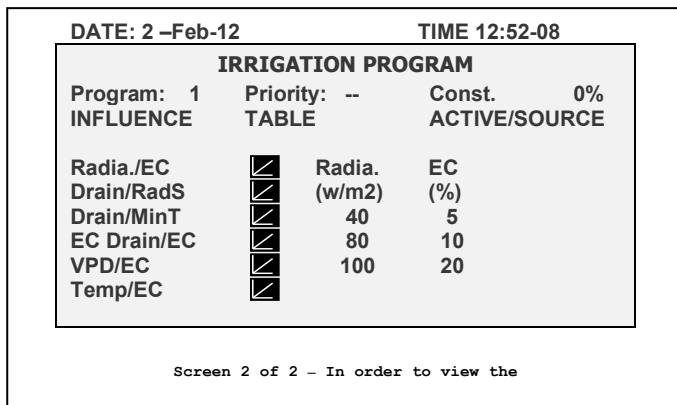 DATE: 2 –Feb-12 TIME 12:52-08
IRRIGATION PROGRAM
Program: 1 Priority: -- Const. 0%
INFLUENCE TABLE ACTIVE/SOURCE
Radia./EC Radia. EC
Drain/RadS (w/m2) (%)
Drain/MinT 40 5
EC Drain/EC 80 10
VPD/EC 100 20
Temp/EC
Screen 2 of 2 – In order to view the